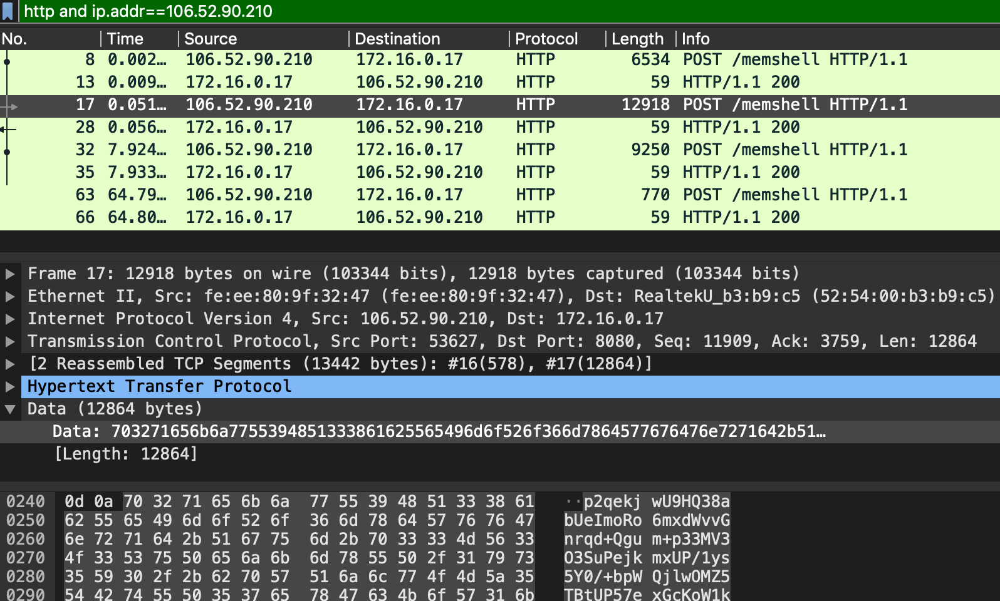 http and ip.addr==106.52.90.210
No. Time Source Destination Protocol Length Info
8 0.002… 106.52.90.210 172.16.0.17 HTTP 6534 POST /memshell HTTP/1.1
13 0.009… 172.16.0.17 106.52.90.210 HTTP 59 HTTP/1.1 200
17 0.051… 106.52.90.210 172.16.0.17 HTTP 12918 POST /memshell HTTP/1.1
28 0.056… 172.16.0.17 106.52.90.210 HTTP 59 HTTP/1.1 200
32 7.924… 106.52.90.210 172.16.0.17 HTTP 9250 POST /memshell HTTP/1.1
35 7.933… 172.16.0.17 106.52.90.210 HTTP 59 HTTP/1.1 200
63 64.79… 106.52.90.210 172.16.0.17 HTTP 770 POST /memshell HTTP/1.1
66 64.80… 172.16.0.17 106.52.90.210 HTTP 59 HTTP/1.1 200
Frame 17: 12918 bytes on wire (103344 bits), 12918 bytes captured (103344 bits)
Ethernet II, Src: fe:ee:80:9f:32:47 (fe:ee:80:9f:32:47), Dst: RealtekU_b3:b9:c5 (52:54:00:b3:b9:c5)
Internet Protocol Version 4, Src: 106.52.90.210, Dst: 172.16.0.17
Transmission Control Protocol, Src Port: 53627, Dst Port: 8080, Seq: 11909, Ack: 3759, Len: 12864
[2 Reassembled TCP Segments (13442 bytes): #16(578), #17(12864)]
Hypertext Transfer Protocol
Data (12864 bytes)
Data: 703271656b6a7755394851333861625565496d6f526f366d7864577676476e7271642b51…
[Length: 12864]
0240 0d 0a 70 32 71 65 6b 6a 77 55 39 48 51 33 38 61 ··p2qekj wU9HQ38a
0250 62 55 65 49 6d 6f 52 6f 36 6d 78 64 57 76 76 47 bUeImoRo 6mxdWvvG
0260 6e 72 71 64 2b 51 67 75 6d 2b 70 33 33 4d 56 33 nrqd+Qgu m+p33MV3
0270 4f 33 53 75 50 65 6a 6b 6d 78 55 50 2f 31 79 73 O3SuPejk mxUP/1ys
0280 35 59 30 2f 2b 62 70 57 51 6a 6c 77 4f 4d 5a 35 5Y0/+bpW QjlwOMZ5
0290 54 42 74 55 50 35 37 65 78 47 63 4b 6f 57 31 6b TBtUP57e xGcKoW1k